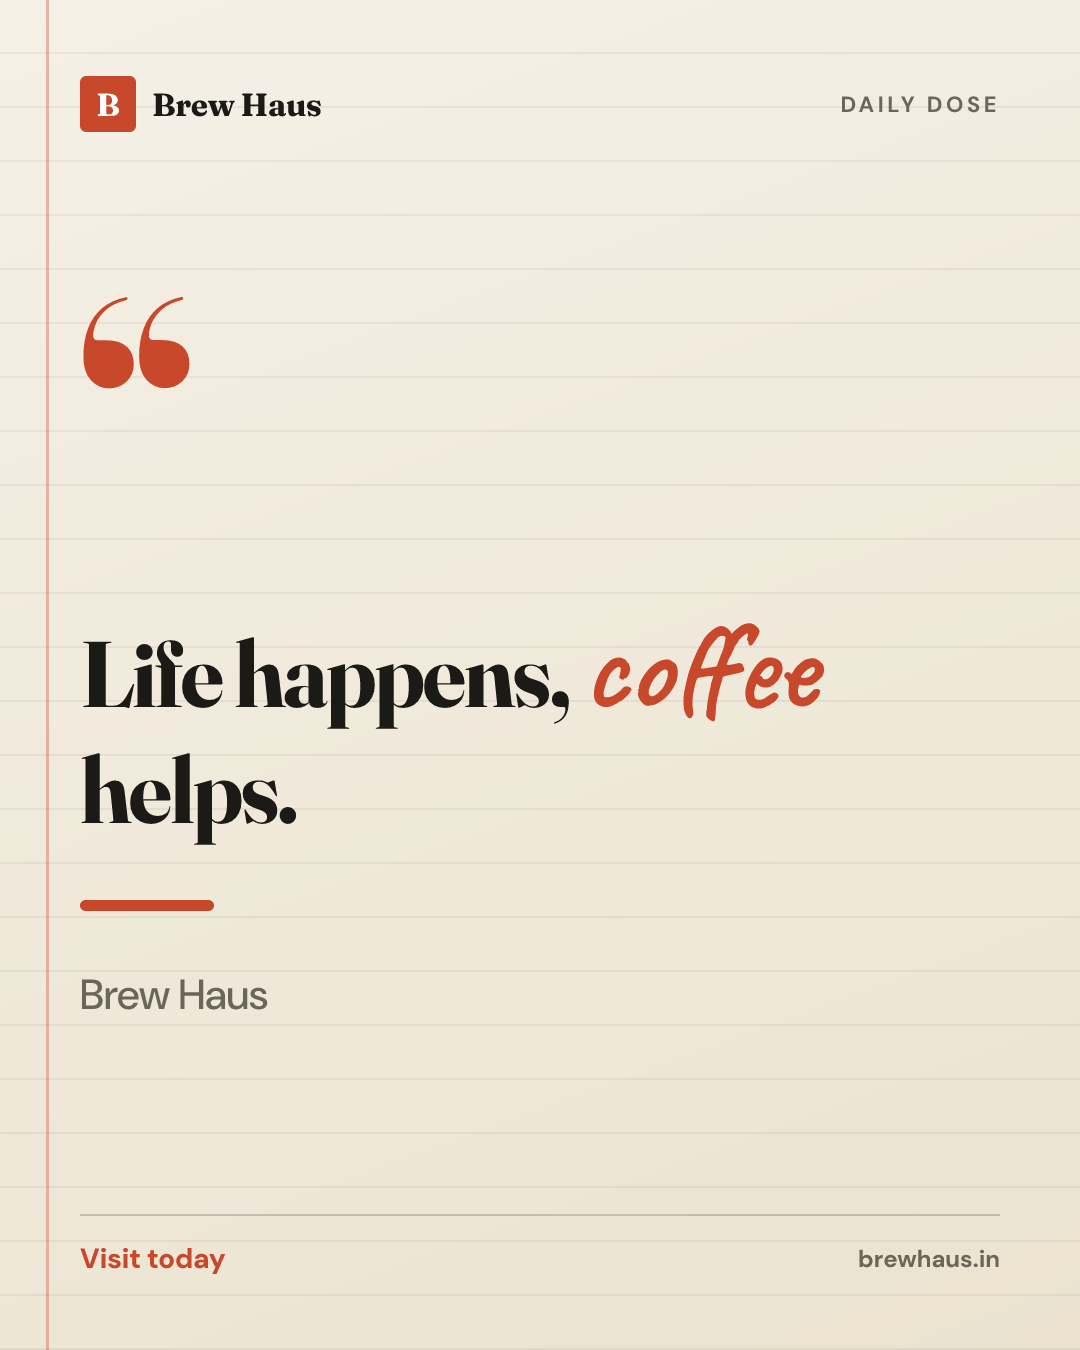 B Brew Haus
DAILY DOSE
“
Life happens, coffee
helps.
Brew Haus
Visit today
brewhaus.in